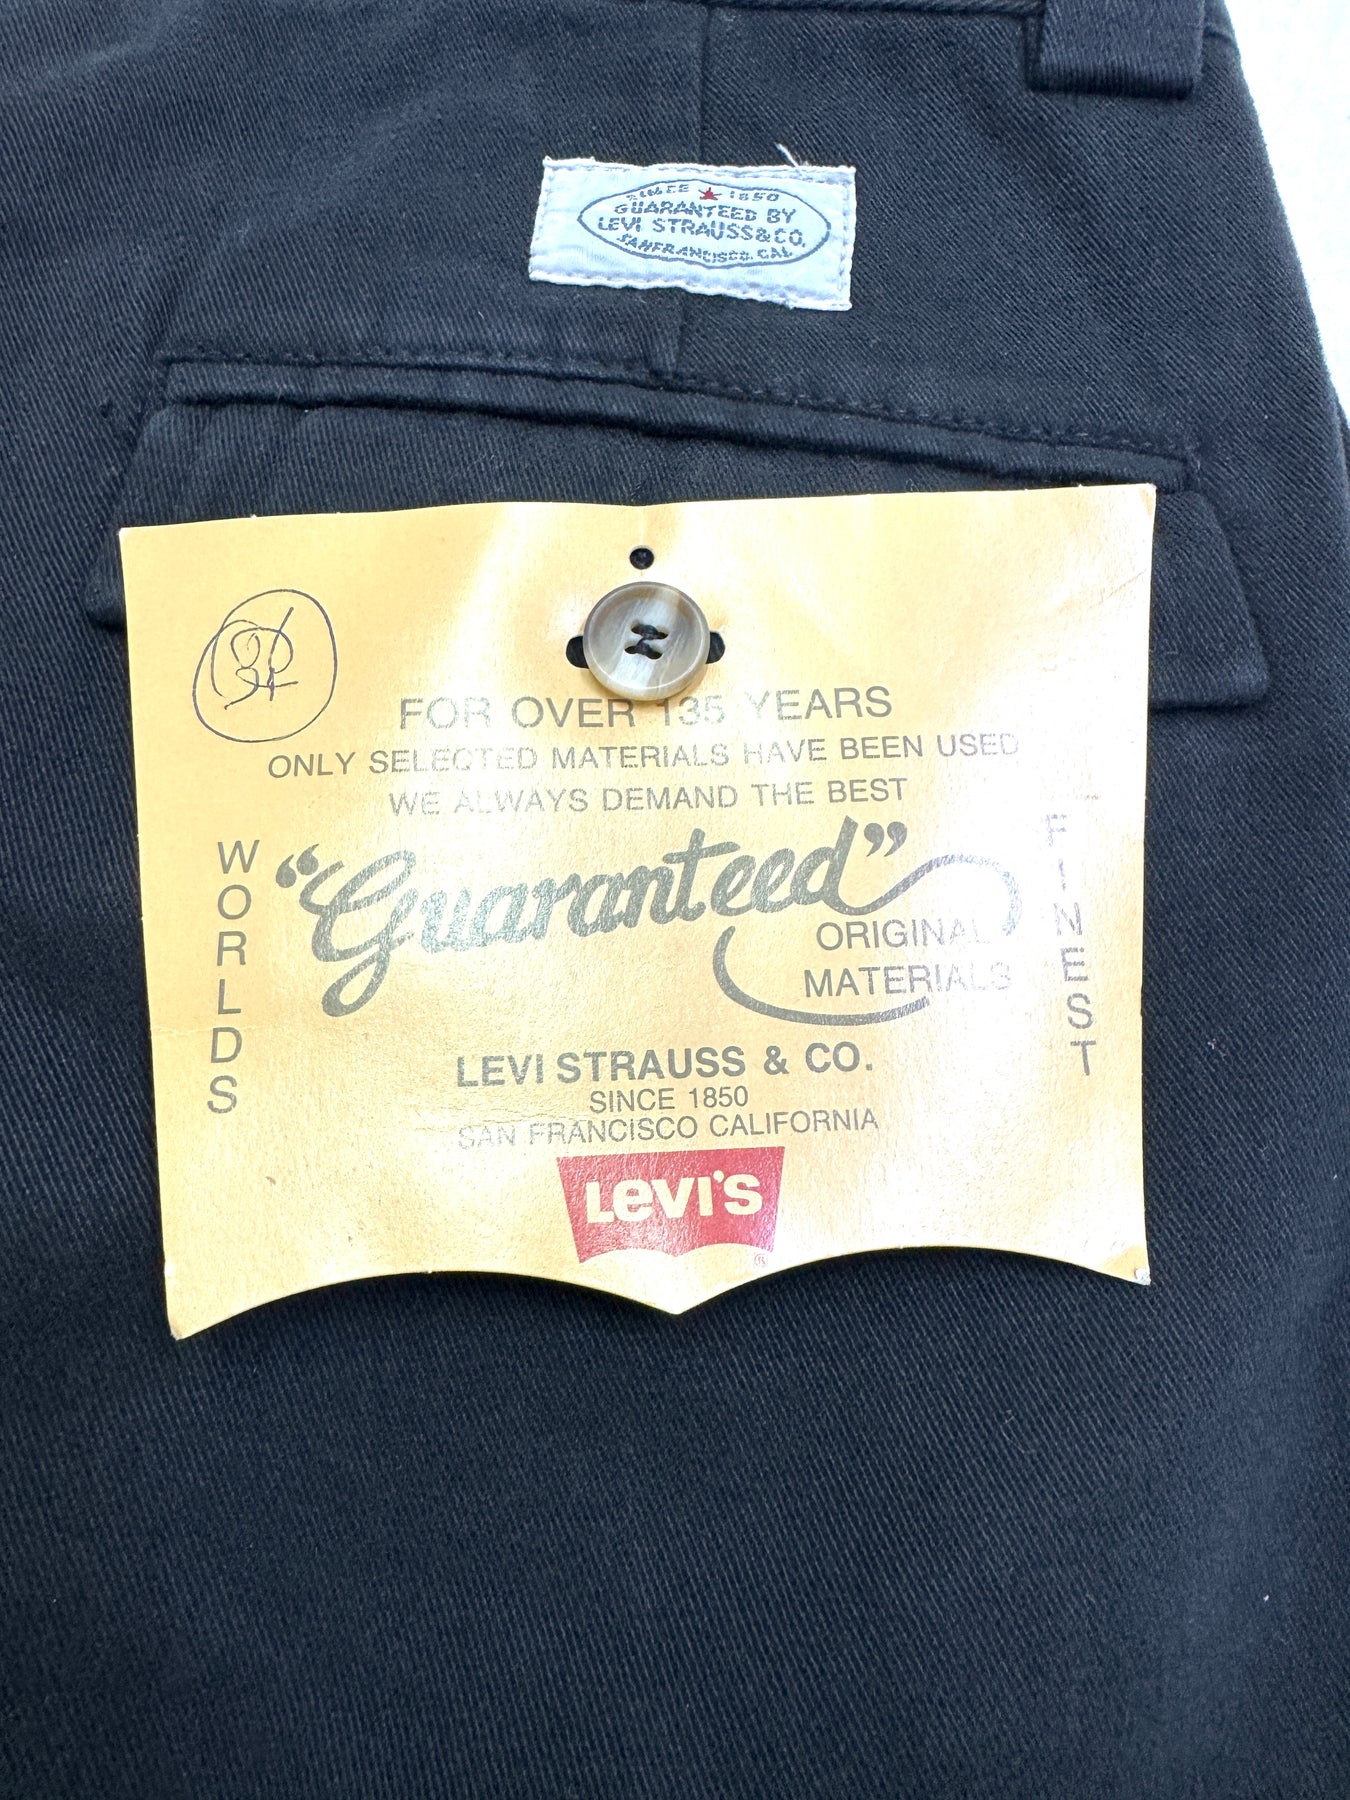 SINCE 1850
GUARANTEED BY
LEVI STRAUSS & CO.
SAN FRANCISCO. CAL
FOR OVER 135 YEARS
ONLY SELECTED MATERIALS HAVE BEEN USED
WE ALWAYS DEMAND THE BEST
WORLDS
"Guaranteed"
ORIGINAL
MATERIALS
FINEST
LEVI STRAUSS & CO.
SINCE 1850
SAN FRANCISCO CALIFORNIA
LEVI'S
®